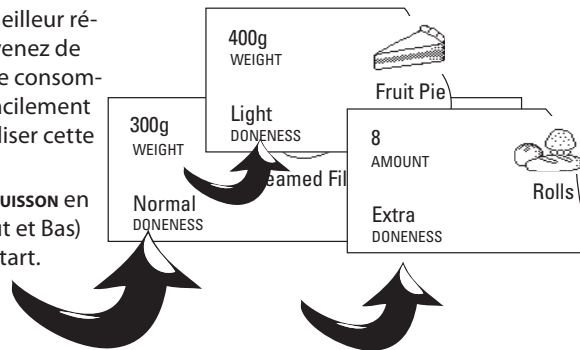 eilleur ré-
venez de
e consom-
acilement
liser cette
UISSON en
ut et Bas)
tart.
400g
WEIGHT
Fruit Pie
Light
DONENESS
300g
WEIGHT
eamed Fil
Normal
DONENESS
8
AMOUNT
Rolls
Extra
DONENESS